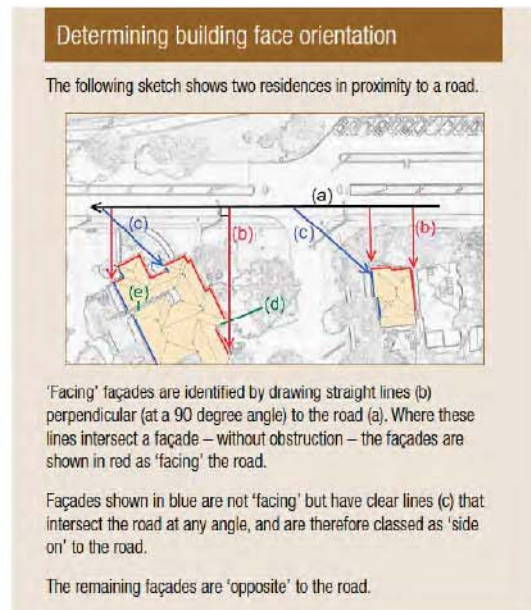 Determining building face orientation
The following sketch shows two residences in proximity to a road.
(a)
(c)
(b)
(c)
(b)
(e)
(d)
'Facing' façades are identified by drawing straight lines (b)
perpendicular (at a 90 degree angle) to the road (a). Where these
lines intersect a façade – without obstruction – the façades are
shown in red as 'facing' the road.
Façades shown in blue are not 'facing' but have clear lines (c) that
intersect the road at any angle, and are therefore classed as 'side
on' to the road.
The remaining façades are 'opposite' to the road.